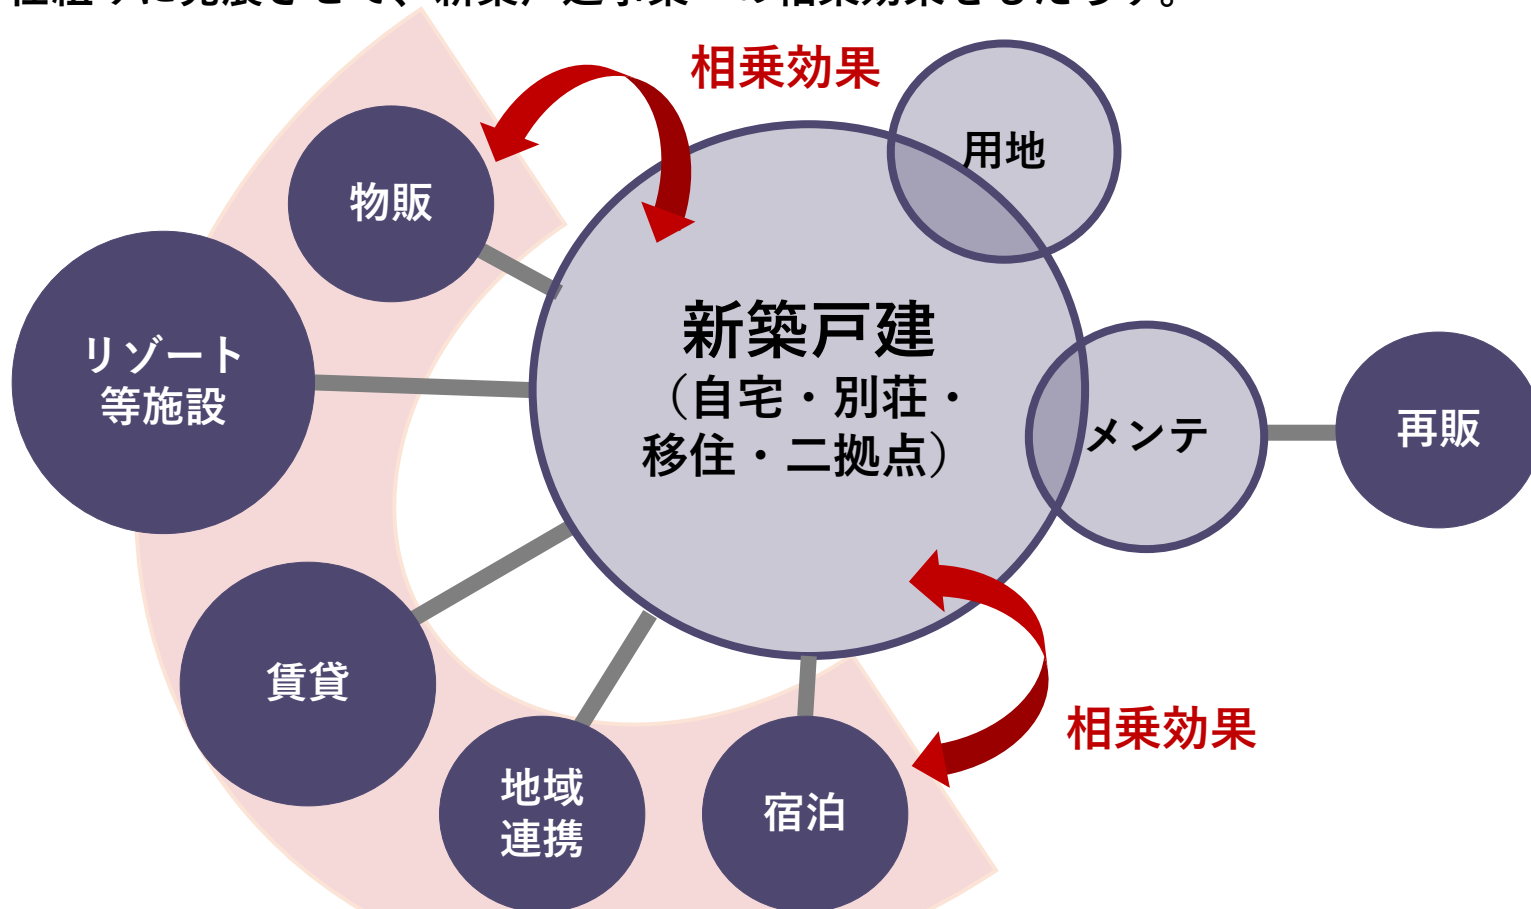 相乗効果
用地
物販
新築戸建
（自宅・別荘・
移住・二拠点）
リゾート
等施設
メンテ
再販
賃貸
相乗効果
地域
連携
宿泊